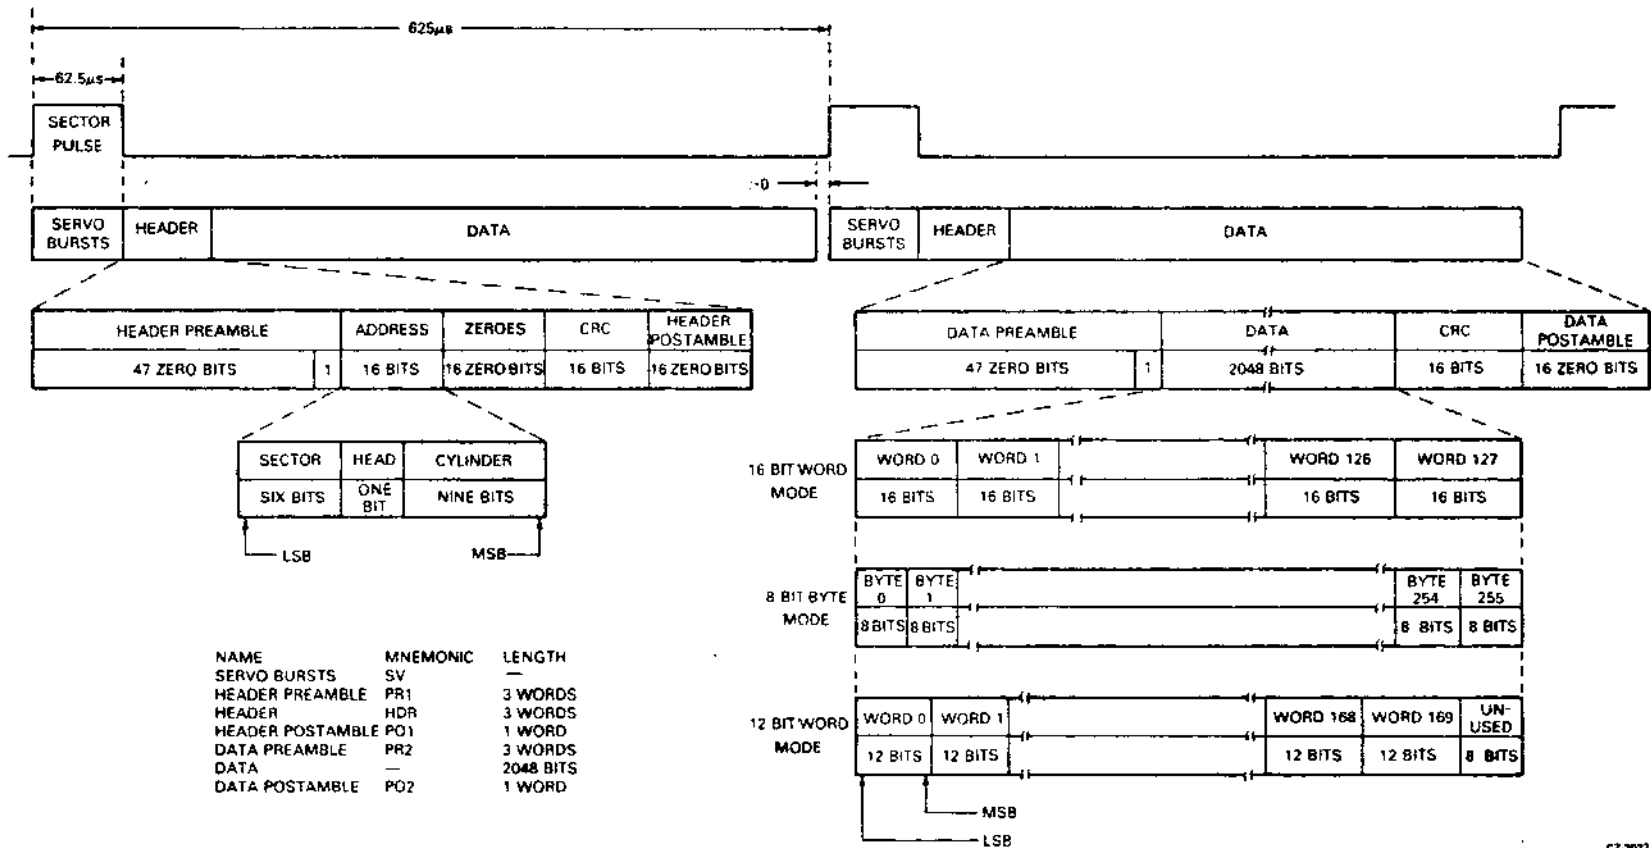 625µs
62.5µs
SECTOR
PULSE
~0
SERVO
BURSTS
HEADER
DATA
SERVO
BURSTS
HEADER
DATA
HEADER PREAMBLE
ADDRESS
ZEROES
CRC
HEADER
POSTAMBLE
47 ZERO BITS
1
16 BITS
16 ZERO BITS
16 BITS
16 ZERO BITS
DATA PREAMBLE
DATA
CRC
DATA
POSTAMBLE
47 ZERO BITS
1
2048 BITS
16 BITS
16 ZERO BITS
SECTOR
HEAD
CYLINDER
SIX BITS
ONE
BIT
NINE BITS
LSB
MSB
16 BIT WORD
MODE
WORD 0
WORD 1
WORD 126
WORD 127
16 BITS
16 BITS
16 BITS
16 BITS
8 BIT BYTE
MODE
BYTE
0
BYTE
1
BYTE
254
BYTE
255
8 BITS
8 BITS
8 BITS
8 BITS
12 BIT WORD
MODE
WORD 0
WORD 1
WORD 168
WORD 169
UN-
USED
12 BITS
12 BITS
12 BITS
12 BITS
8 BITS
MSB
LSB
NAME MNEMONIC LENGTH
SERVO BURSTS SV —
HEADER PREAMBLE PR1 3 WORDS
HEADER HDR 3 WORDS
HEADER POSTAMBLE PO1 1 WORD
DATA PREAMBLE PR2 3 WORDS
DATA — 2048 BITS
DATA POSTAMBLE PO2 1 WORD